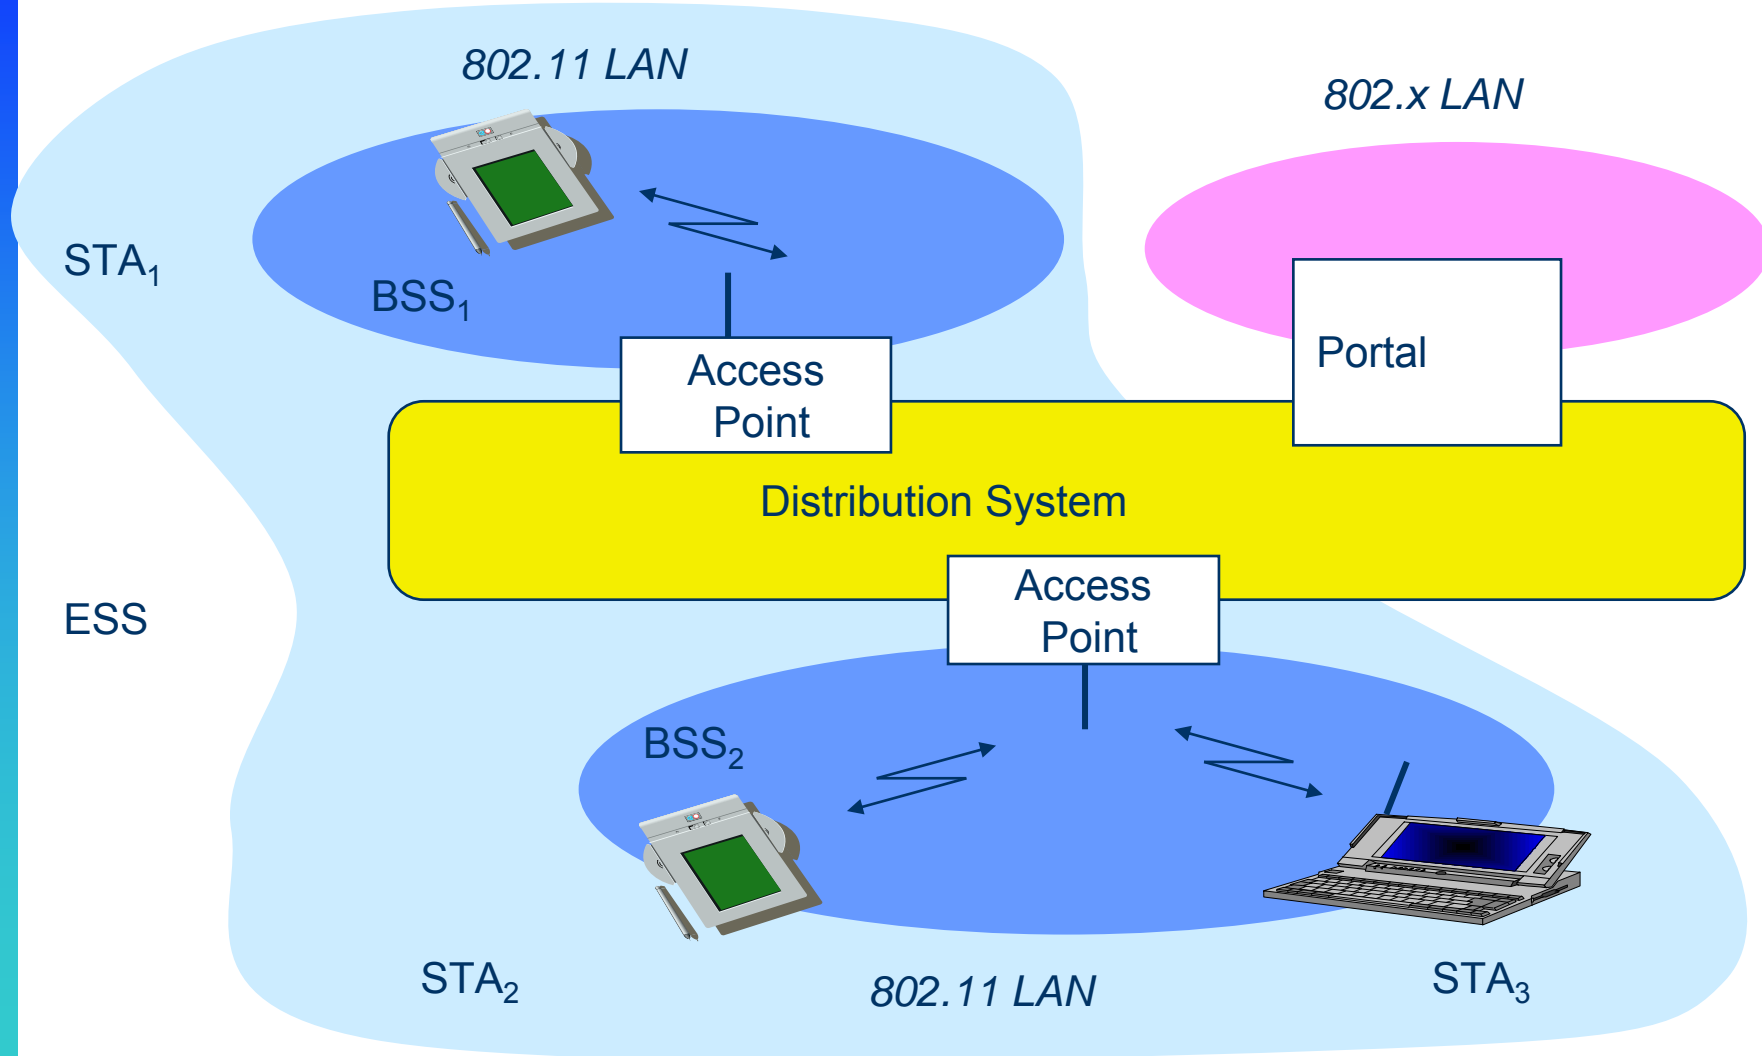 802.11 LAN
802.x LAN
STA₁
BSS₁
Access
Point
Portal
Distribution System
Access
Point
ESS
BSS₂
STA₂
802.11 LAN
STA₃